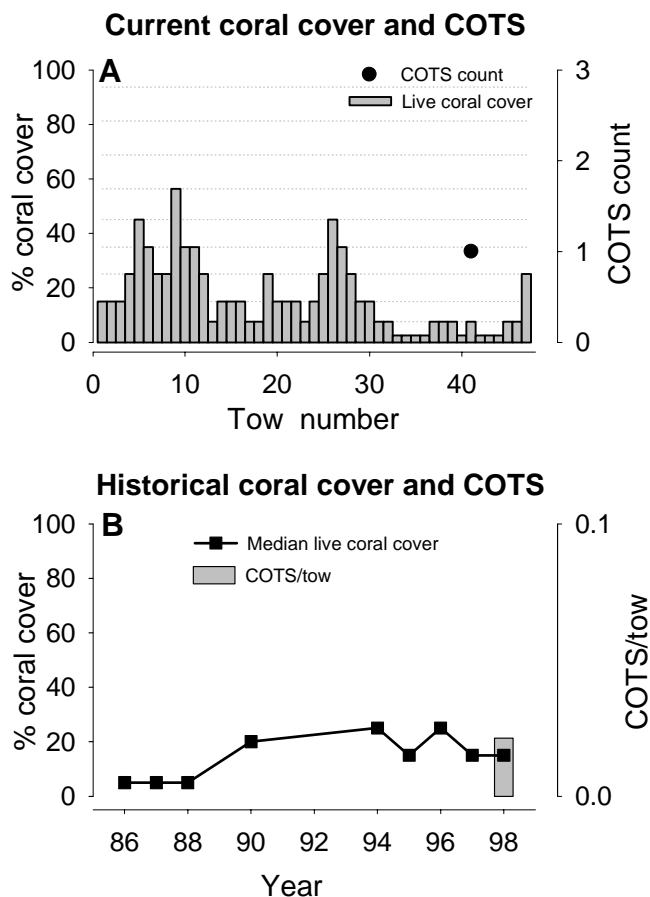 Current coral cover and COTS
A
COTS count
Live coral cover
% coral cover
100
80
60
40
20
0
3
2
1
0
COTS count
0 10 20 30 40
Tow number
Historical coral cover and COTS
B
Median live coral cover
COTS/tow
% coral cover
100
80
60
40
20
0
0.1
0.0
COTS/tow
86 88 90 92 94 96 98
Year